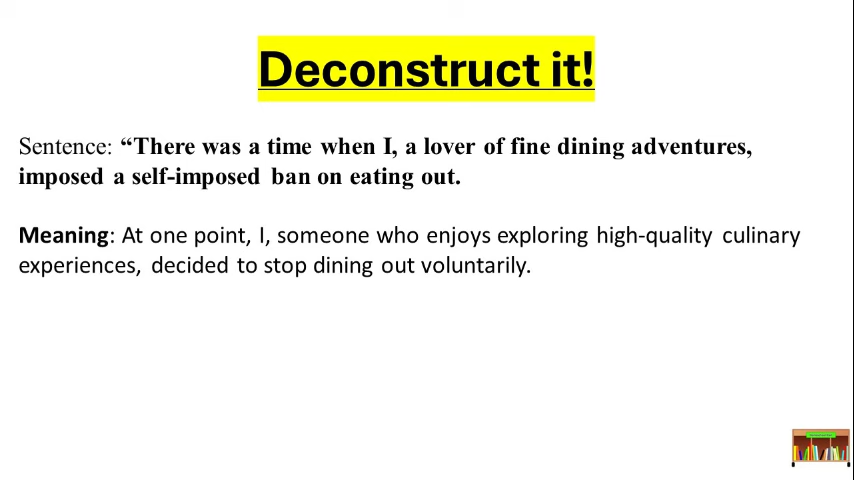 Deconstruct it!
Sentence: “There was a time when I, a lover of fine dining adventures,
imposed a self-imposed ban on eating out.
Meaning: At one point, I, someone who enjoys exploring high-quality culinary
experiences, decided to stop dining out voluntarily.